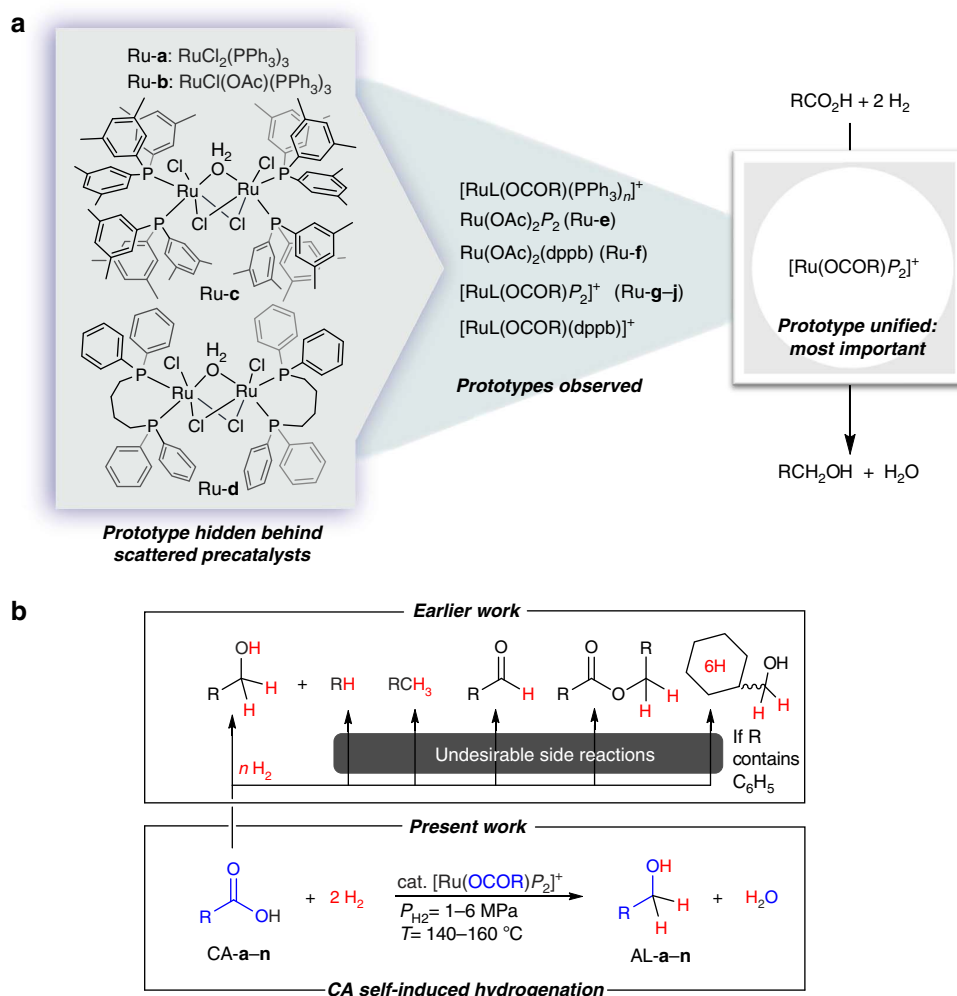 a
Ru-a: RuCl2(PPh3)3
Ru-b: RuCl(OAc)(PPh3)3
H2
Cl O Cl
P Ru Ru P
Cl Cl
P P
Ru-c
H2
Cl O Cl
P Ru Ru P
Cl Cl
P P
Ru-d
Prototype hidden behind
scattered precatalysts
[RuL(OCOR)(PPh3)n]+
Ru(OAc)2P2 (Ru-e)
Ru(OAc)2(dppb) (Ru-f)
[RuL(OCOR)P2]+ (Ru-g–j)
[RuL(OCOR)(dppb)]+
Prototypes observed
RCO2H + 2 H2
[Ru(OCOR)P2]+
Prototype unified:
most important
RCH2OH + H2O
b
Earlier work
OH
R H
H
+
RH
RCH3
O
R H
O R
R O H
H
6H OH
H
H
Undesirable side reactions
n H2
If R
contains
C6H5
Present work
O
R OH
CA-a–n
+ 2 H2
cat. [Ru(OCOR)P2]+
PH2= 1–6 MPa
T= 140–160 °C
OH
R H
H
AL-a–n
+ H2O
CA self-induced hydrogenation